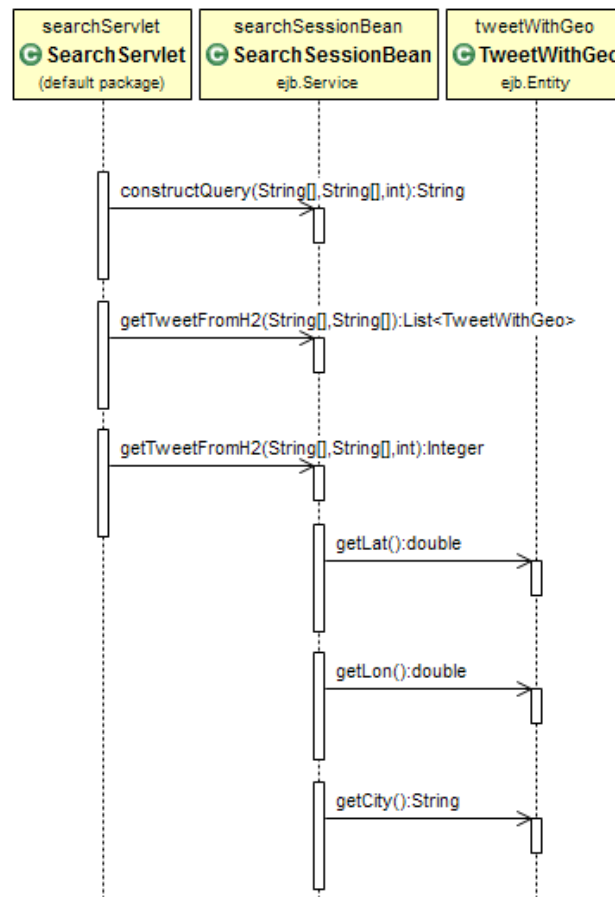 searchServlet
SearchServlet
(default package)
searchSessionBean
SearchSessionBean
ejb.Service
tweetWithGeo
TweetWithGeo
ejb.Entity
constructQuery(String[],String[],int):String
getTweetFromH2(String[],String[]):List<TweetWithGeo>
getTweetFromH2(String[],String[],int):Integer
getLat():double
getLon():double
getCity():String